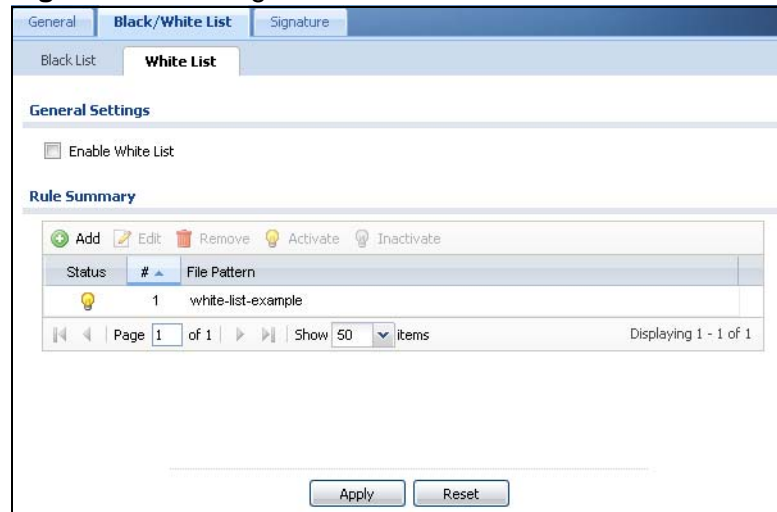 General Black/White List Signature
Black List White List
General Settings
Enable White List
Rule Summary
Add Edit Remove Activate Inactivate
Status # File Pattern
1 white-list-example
Page 1 of 1 Show 50 items Displaying 1 - 1 of 1
Apply Reset